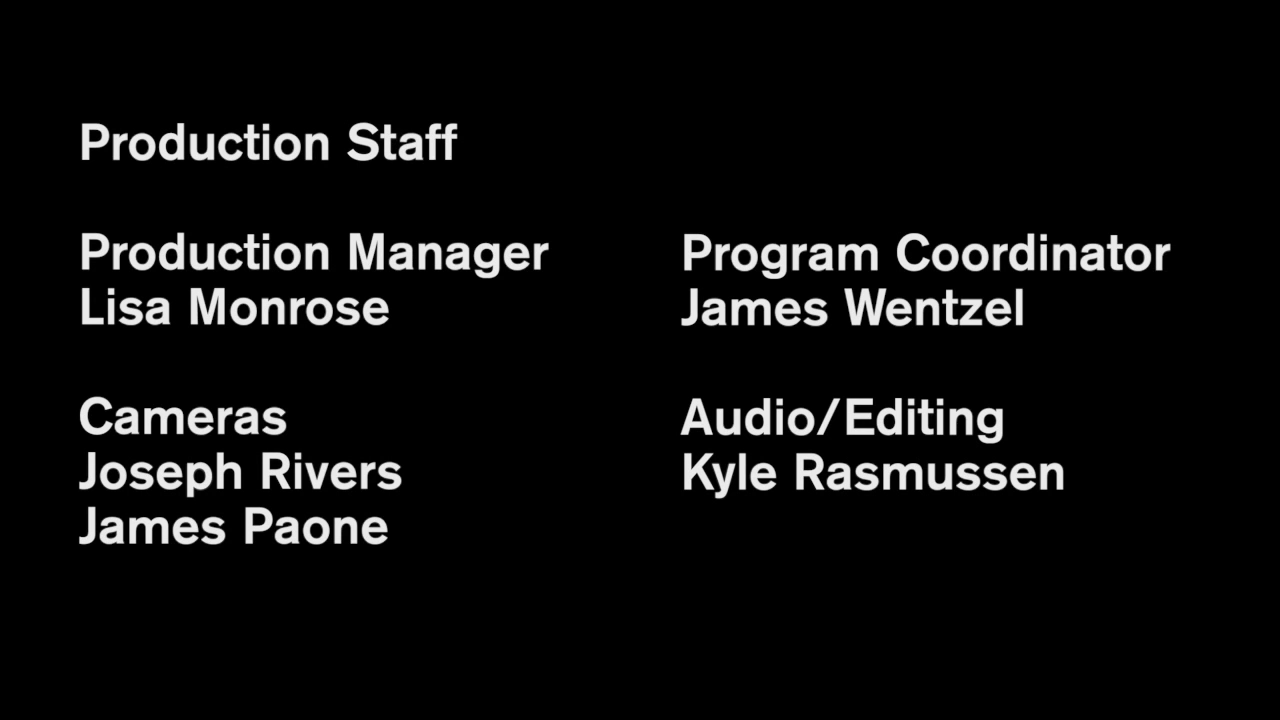 Production Staff
Production Manager
Lisa Monrose
Program Coordinator
James Wentzel
Cameras
Joseph Rivers
James Paone
Audio/Editing
Kyle Rasmussen